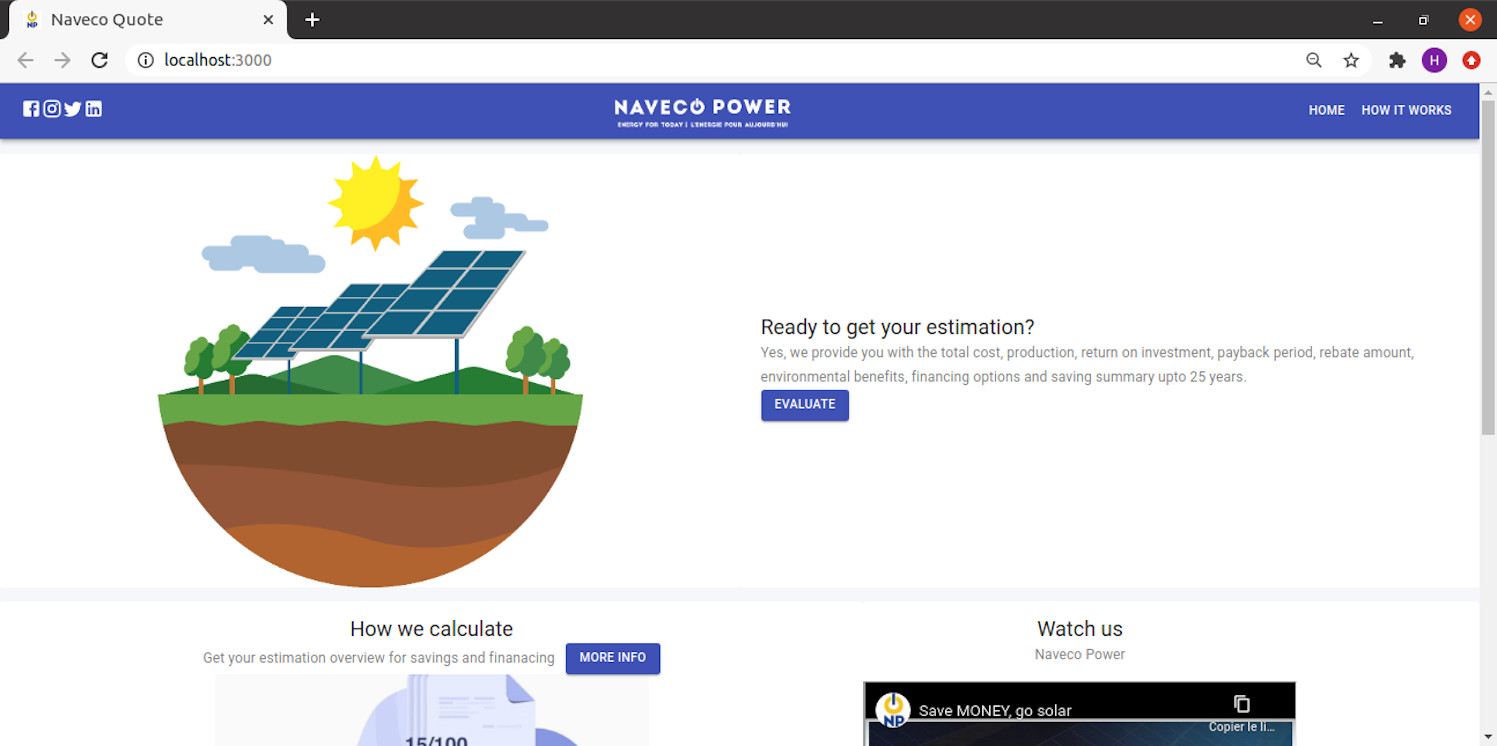 Naveco Quote
localhost:3000
H
NAVECO POWER
ENERGY FOR TODAY | L'ENERGIE POUR AUJOURD'HUI
HOME HOW IT WORKS
Ready to get your estimation?
Yes, we provide you with the total cost, production, return on investment, payback period, rebate amount,
environmental benefits, financing options and saving summary upto 25 years.
EVALUATE
How we calculate
Get your estimation overview for savings and finanacing
MORE INFO
15/100
Watch us
Naveco Power
NP
Save MONEY, go solar
Copier le li...